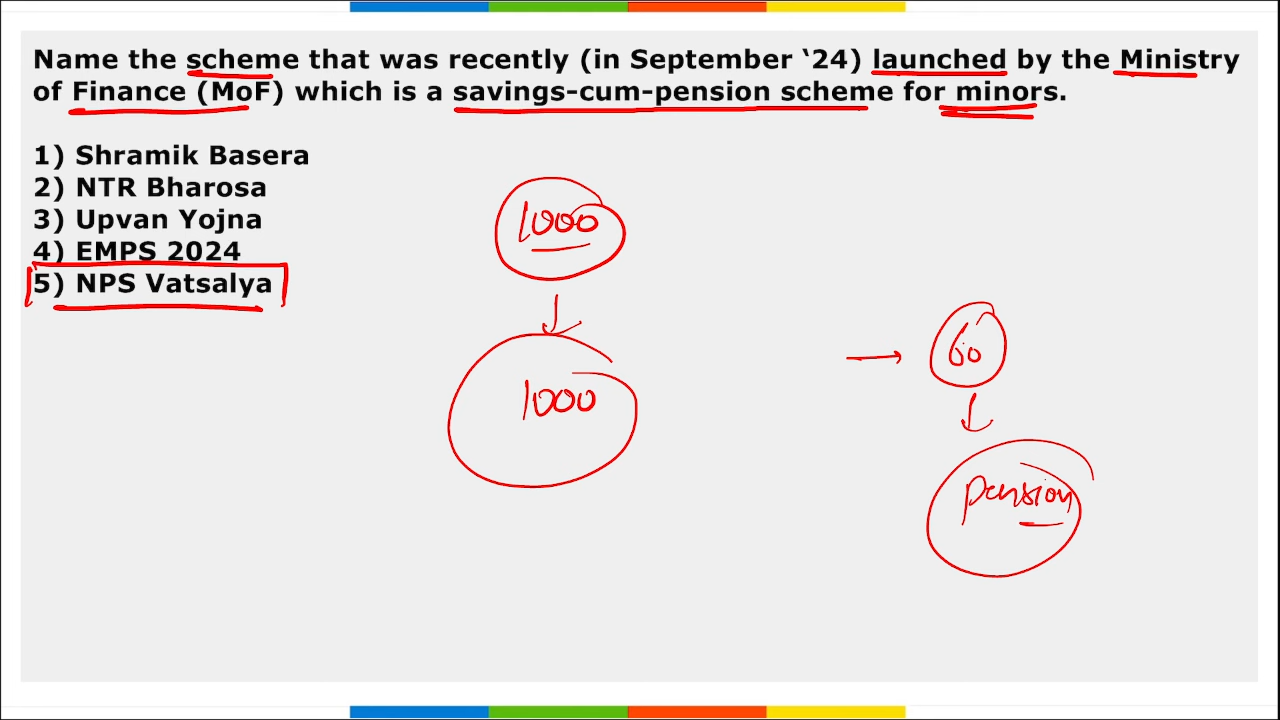 Name the scheme that was recently (in September ‘24) launched by the Ministry
of Finance (MoF) which is a savings-cum-pension scheme for minors.
1) Shramik Basera
2) NTR Bharosa
3) Upvan Yojna
4) EMPS 2024
5) NPS Vatsalya
1000
1000
60
pension